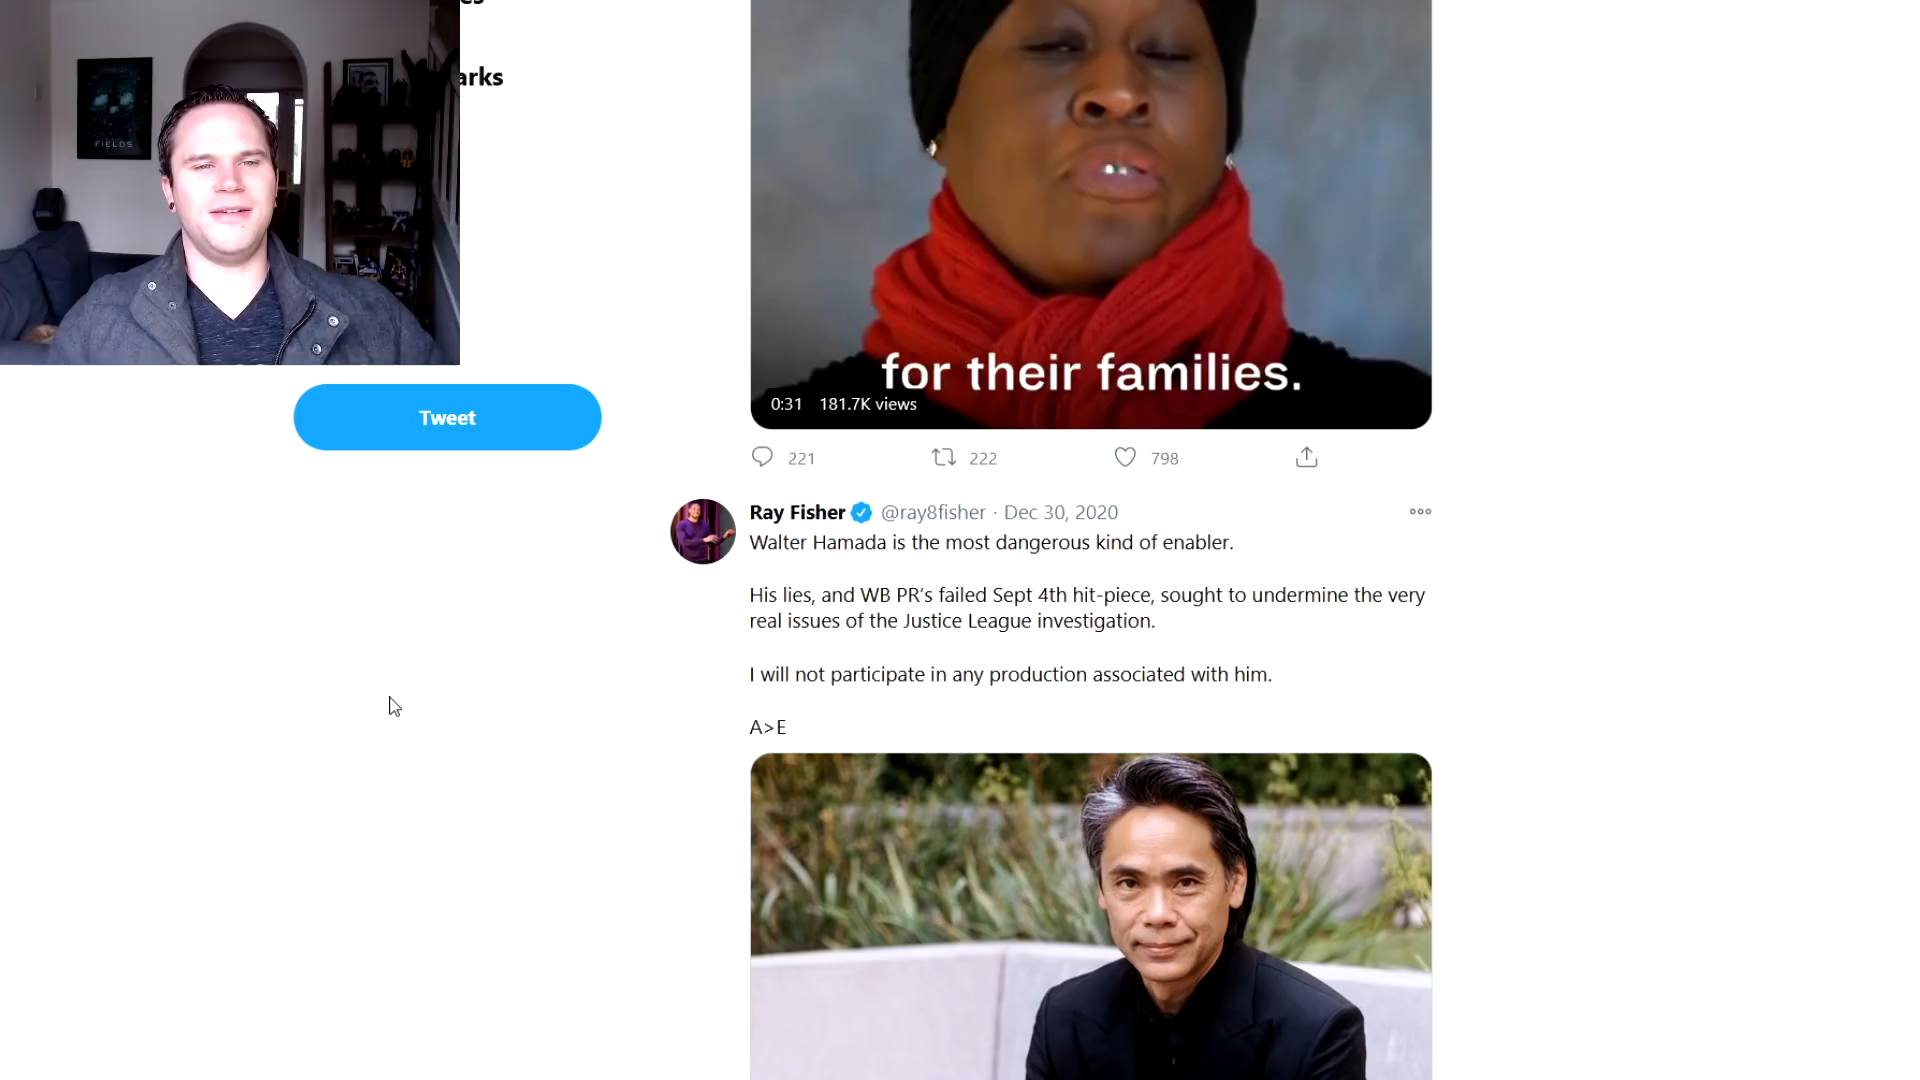 es
arks
FIELDS
Tweet
for their families.
0:31 181.7K views
221 222 798
Ray Fisher @ray8fisher · Dec 30, 2020
Walter Hamada is the most dangerous kind of enabler.
His lies, and WB PR's failed Sept 4th hit-piece, sought to undermine the very
real issues of the Justice League investigation.
I will not participate in any production associated with him.
A>E